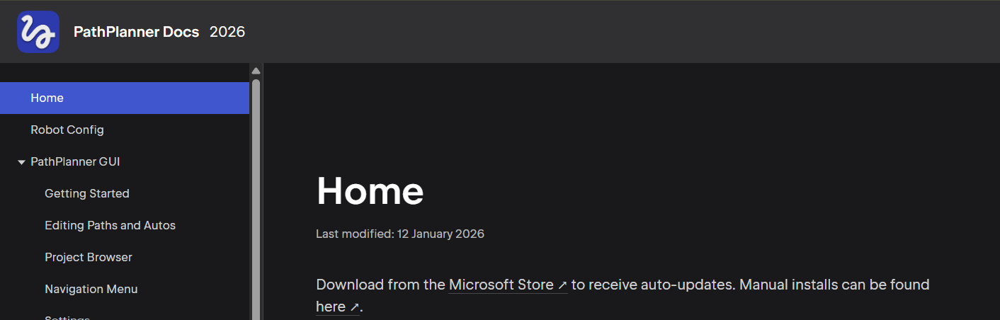 PathPlanner Docs 2026
Home
Robot Config
PathPlanner GUI
Getting Started
Editing Paths and Autos
Project Browser
Navigation Menu
Settings
Home
Last modified: 12 January 2026
Download from the Microsoft Store ↗ to receive auto-updates. Manual installs can be found
here ↗.